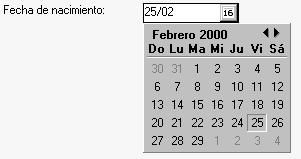 Fecha de nacimiento: 25/02 16
Febrero 2000
Do Lu Ma Mi Ju Vi Sá
30 31 1 2 3 4 5
6 7 8 9 10 11 12
13 14 15 16 17 18 19
20 21 22 23 24 25 26
27 28 29 1 2 3 4